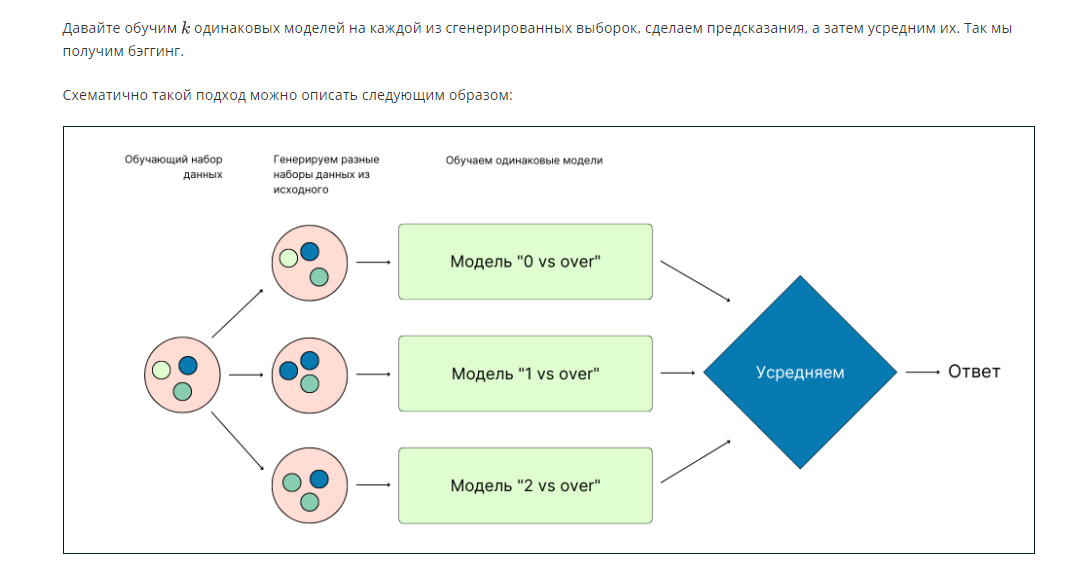 Давайте обучим k одинаковых моделей на каждой из сгенерированных выборок, сделаем предсказания, а затем усредним их. Так мы
получим бэггинг.
Схематично такой подход можно описать следующим образом:
Обучающий набор
данных
Генерируем разные
наборы данных из
исходного
Обучаем одинаковые модели
Модель "0 vs over"
Модель "1 vs over"
Модель "2 vs over"
Усредняем
Ответ